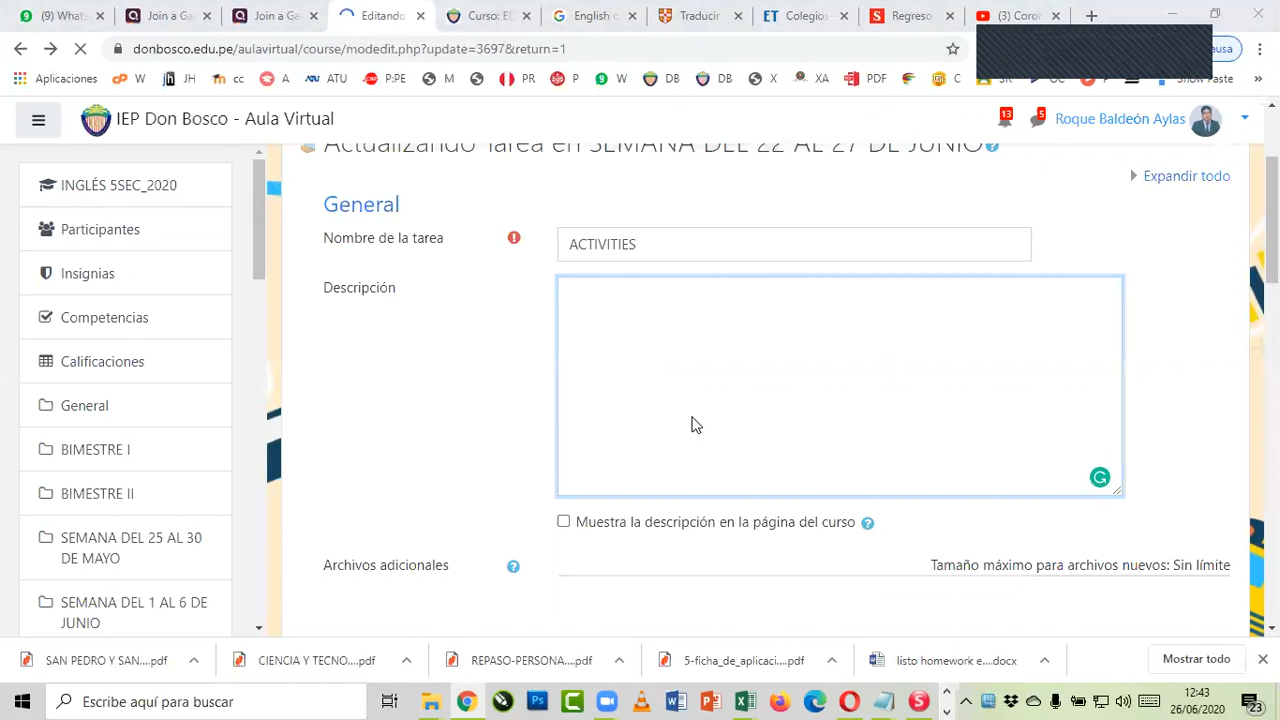 (9) Whats
Join a G
Join a Ga
Editando
Curso: ED
English c
Traduc
Colegio
Regreso
(3) Coro
donbosco.edu.pe/aulavirtual/course/modedit.php?update=3697&return=1
ausa
Aplicaciones W JH cc A ATU P:PE M PR P W DB DB X XA PDF C Show Paste
IEP Don Bosco - Aula Virtual
13
5
Roque Baldeón Aylas
Actualizando Tarea en SEMANA DEL 22 AL 27 DE JUNIO
Expandir todo
INGLÉS 5SEC_2020
Participantes
Insignias
Competencias
Calificaciones
General
BIMESTRE I
BIMESTRE II
SEMANA DEL 25 AL 30
DE MAYO
SEMANA DEL 1 AL 6 DE
JUNIO
General
Nombre de la tarea
ACTIVITIES
Descripción
Muestra la descripción en la página del curso
Archivos adicionales
Tamaño máximo para archivos nuevos: Sin límite
SAN PEDRO Y SAN....pdf
CIENCIA Y TECNO....pdf
REPASO-PERSONA....pdf
5-ficha_de_aplicaci....pdf
listo homework e....docx
Mostrar todo
Escribe aquí para buscar
12:43
26/06/2020
23